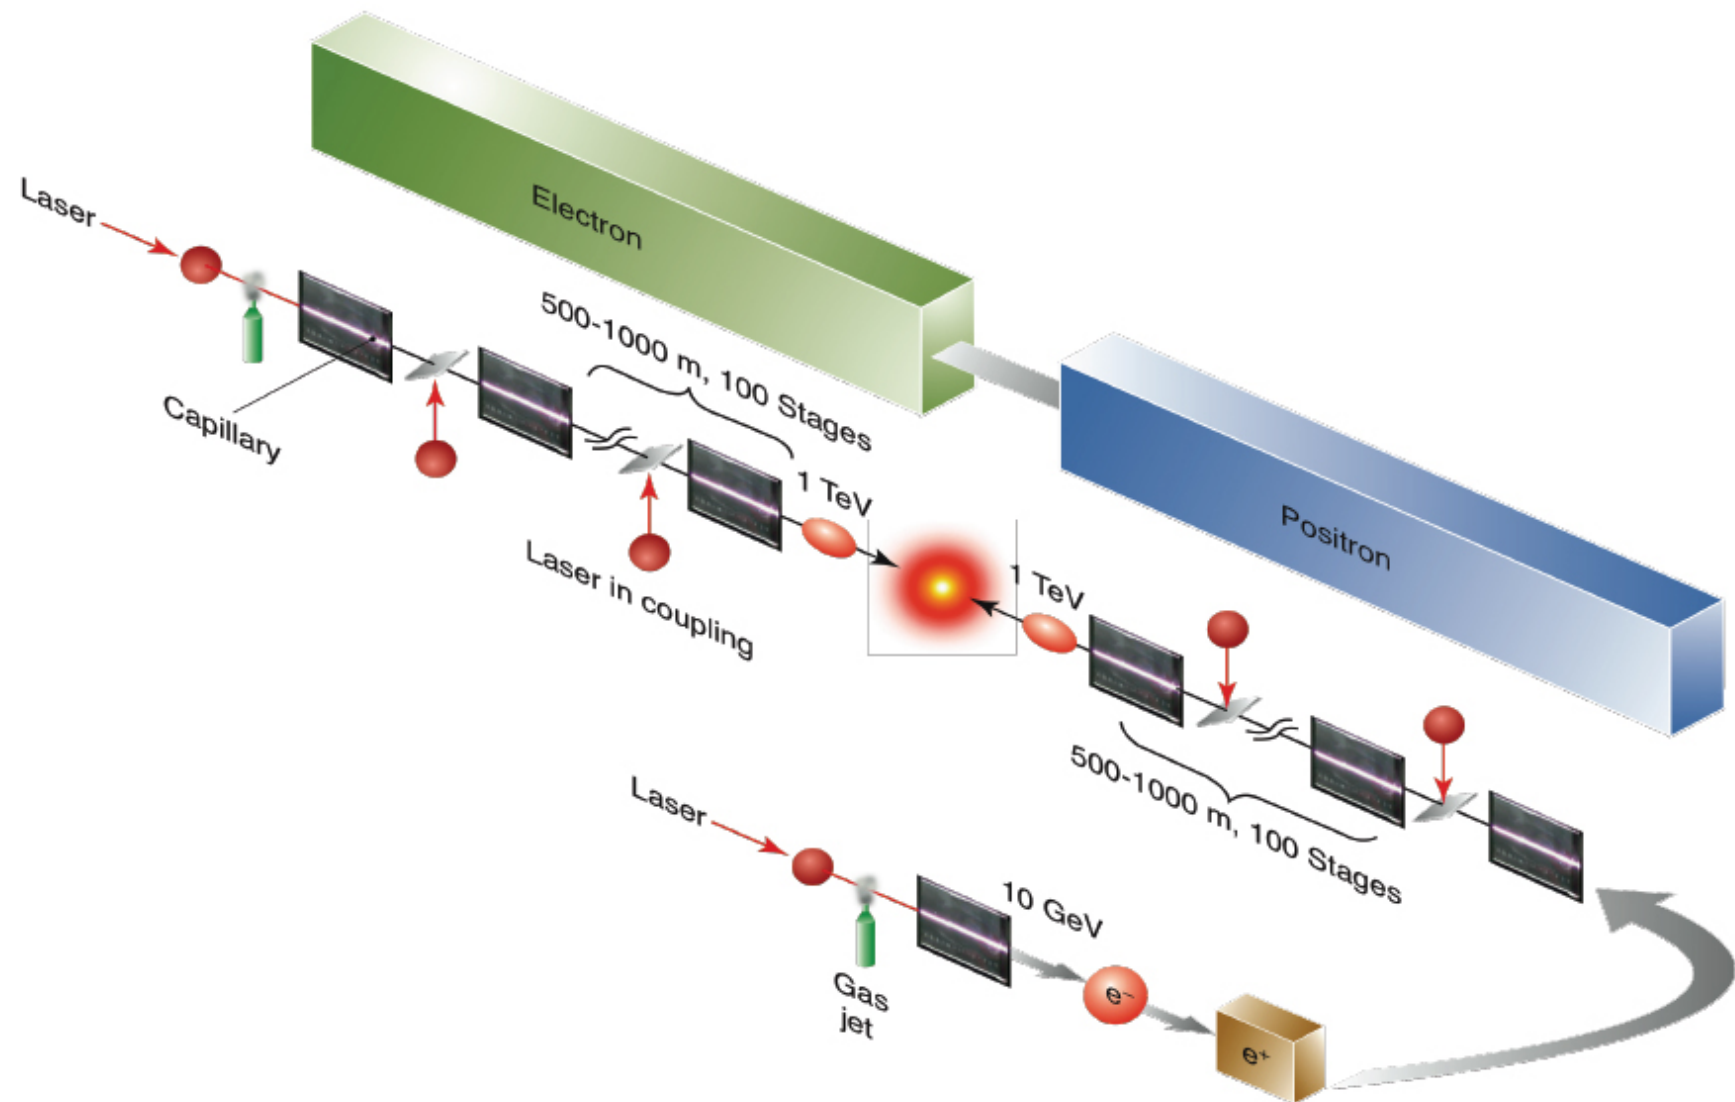 Electron
Laser
500-1000 m, 100 Stages
Capillary
1 TeV
Laser in coupling
Positron
1 TeV
500-1000 m, 100 Stages
Laser
10 GeV
Gas
jet
e⁻
e⁺